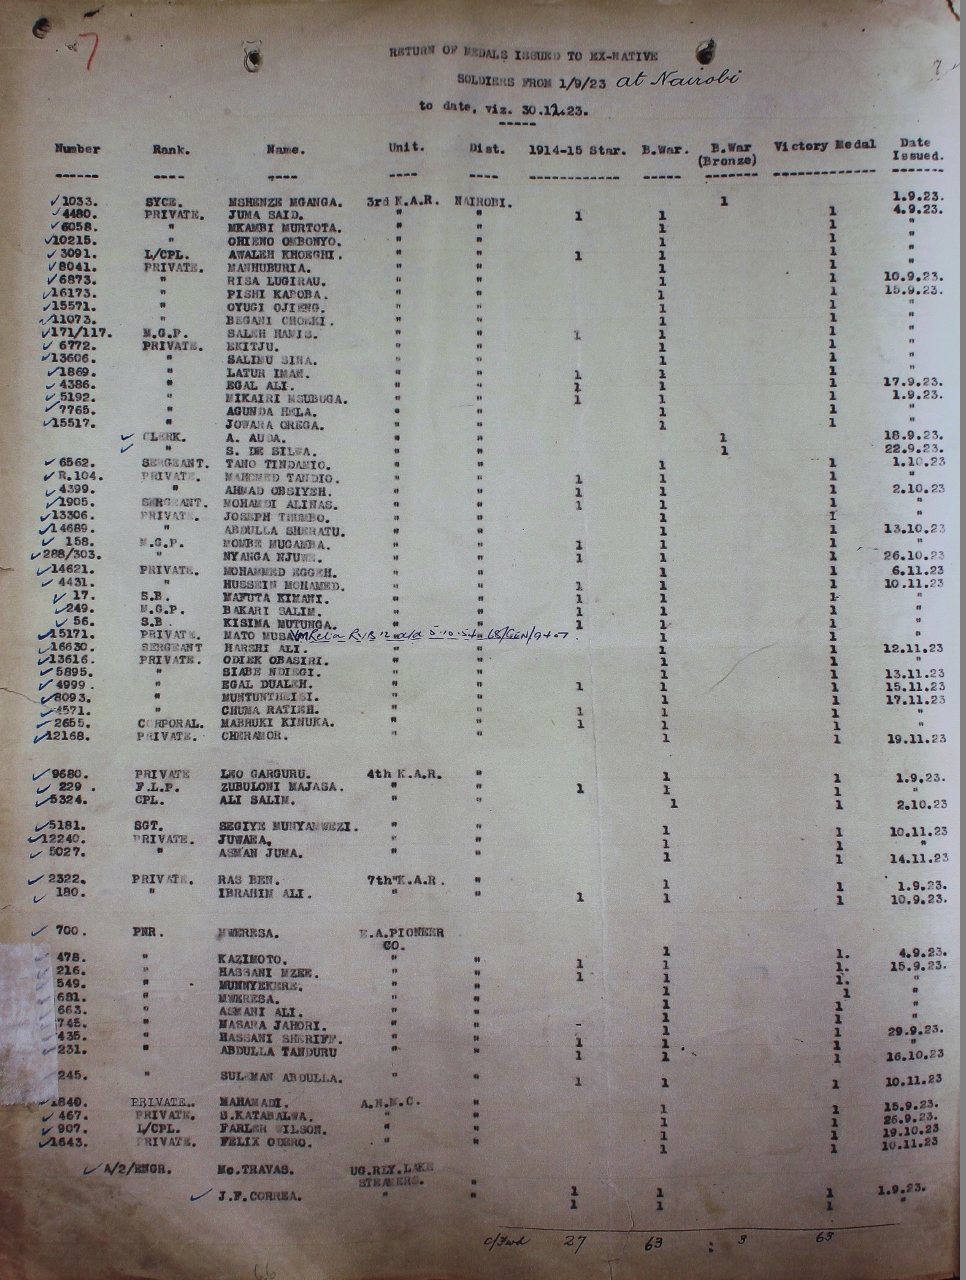 7
RETURN OF MEDALS ISSUED TO EX-NATIVE
SOLDIERS FROM 1/9/23 at Nairobi
to date, viz. 30.11.23.
Number Rank. Name. Unit. Dist. 1914-15 Star. B.War. B.War (Bronze) Victory Medal Date Issued.
1033. SYCE. MSHENZE MGANGA. 3rd K.A.R. NAIROBI. 1 1.9.23.
4480. PRIVATE. JUMA SAID. " " 1 1 1 4.9.23.
6058. " MKAMBI MURTOTA. " " 1 1 "
10215. " OHIENO OMBONYO. " " 1 1 "
3091. L/CPL. AWALEH KHOEGHI. " " 1 1 1 "
8041. PRIVATE. MANHUBURIA. " " 1 1 "
6873. " RISA LUGIRAU. " " 1 1 10.9.23.
16173. " PISHI KAROBA. " " 1 1 15.9.23.
15571. " OYUGI OJIENG. " " 1 1 "
11073. " BEGANI " " 1 1 "
171/117. M.G.P. SALEH HAMIS. " " 1 1 1 "
6772. PRIVATE. EKITJU. " " 1 1 "
13606. " SALIMU SINA. " " 1 1 "
1869. " LATUR IMAN. " " 1 1 1 "
4386. " EGAL ALI. " " 1 1 1 17.9.23.
5192. " MIKAIRI MSUBUGA. " " 1 1 1 1.9.23.
7765. " AGUNDA HELA. " " 1 1 "
15517. " JOWARA OREGA. " " 1 1 "
CLERK. A. AUDA. " " 1 18.9.23.
" S. DE SILVA. " " 1 22.9.23.
6562. SERGEANT. TANO TINDAMIO. " " 1 1 1.10.23
R.104. PRIVATE. MAHOMED TANDIO. " " 1 1 1 "
4399. " AHMAD OBSIYEH. " " 1 1 1 2.10.23
1905. SERGEANT. MOHAMDI ALINAS. " " 1 1 1 "
13306. PRIVATE. JOSEPH " " 1 1 "
14689. " ABDULLA SHERATU. " " 1 1 13.10.23
158. M.G.P. MOMBE MUGAMBA. " " 1 1 1 "
288/303. " NYANGA " " 1 1 1 26.10.23
14621. PRIVATE. MOHAMMED EGGEH. " " 1 1 6.11.23
4431. " HUSSEIN MOHAMED. " " 1 1 1 10.11.23
17. S.B. MAFUTA KIMANI. " " 1 1 1 "
249. M.G.P. BAKARI SALIM. " " 1 1 1 "
56. S.B. KISIMA MUTUNGA. " " 1 1 1 "
15171. PRIVATE. MATO " " 1 1 "
16630. SERGEANT HARSHI ALI. " " 1 1 12.11.23
13616. PRIVATE. ODIEK OBASIRI. " " 1 1 "
5895. " SIABE NDIEGI. " " 1 1 13.11.23
4999. " EGAL DUALEH. " " 1 1 1 15.11.23
8093. " " " 1 1 17.11.23
4571. " CHUMA RATIEH. " " 1 1 1 "
2655. CORPORAL. MABRUKI KINUKA. " " 1 1 1 "
12168. PRIVATE. CHERAMOR. " " 1 1 19.11.23
9680. PRIVATE LEO GARGURU. 4th K.A.R. " 1 1 1.9.23.
229. F.L.P. ZUBULONI MAJASA. " " 1 1 1 "
5324. CPL. ALI SALIM. " " 1 1 2.10.23
5181. SGT. SEGIYE MUNYAMWEZI. " " 1 1 10.11.23
12240. PRIVATE. JUWARA, " " 1 1 "
5027. " ASMAN JUMA. " " 1 1 14.11.23
2322. PRIVATE. RAS BEN. 7th K.A.R. " 1 1 1.9.23.
180. " IBRAHIM ALI. " " 1 1 1 10.9.23.
700. PNR. MWERESA. E.A.PIONEER CO. " 1 1. 4.9.23.
478. " KAZIMOTO. " " 1 1 1. 15.9.23.
216. " HASSANI MZEE. " " 1 1 1. "
549. " MUNNYEKERE. " " 1 1 "
681. " MWERESA. " " 1 1 "
663. " ASMANI ALI. " " 1 1 "
745. " MASARA JAHORI. " " - 1 1 29.9.23.
435. " HASSANI SHERIFF. " " 1 1 1 "
231. " ABDULLA TANDURU " " 1 1 1 16.10.23
245. " SULEMAN ABDULLA. " " 1 1 1 10.11.23
1840. PRIVATE. MAHAMADI. A.N.M.C. " 1 1 15.9.23.
467. PRIVATE. B.KATABALWA. " " 1 1 26.9.23.
907. L/CPL. FARLER WILSON. " " 1 1 19.10.23
1643. PRIVATE. FELIX ODERO. " " 1 1 10.11.23
A/2/ENGR. Mc.TRAVAS. UG.RLY.LAKE STEAMERS. " 1 1 1 1.9.23.
J.F.CORREA. " " 1 1 1 "
c/Fwd 27 63 : 3 63